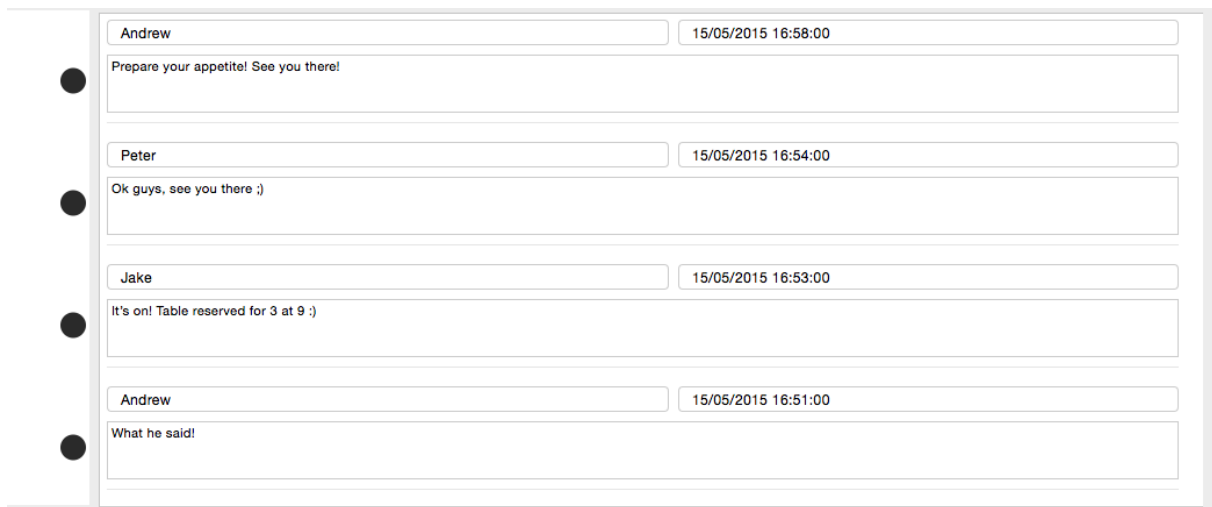 Andrew 15/05/2015 16:58:00
Prepare your appetite! See you there!
Peter 15/05/2015 16:54:00
Ok guys, see you there ;)
Jake 15/05/2015 16:53:00
It's on! Table reserved for 3 at 9 :)
Andrew 15/05/2015 16:51:00
What he said!